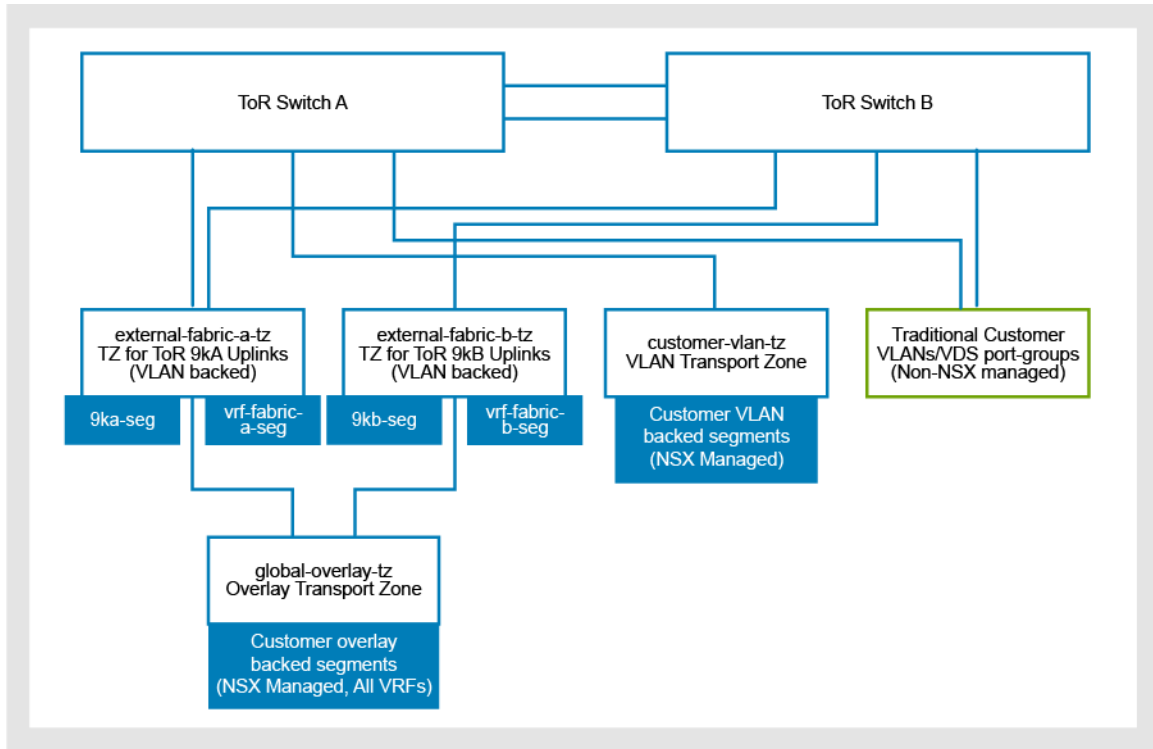 ToR Switch A
ToR Switch B
external-fabric-a-tz
TZ for ToR 9kA Uplinks
(VLAN backed)
9ka-seg
vrf-fabric-
a-seg
external-fabric-b-tz
TZ for ToR 9kB Uplinks
(VLAN backed)
9kb-seg
vrf-fabric-
b-seg
customer-vlan-tz
VLAN Transport Zone
Customer VLAN
backed segments
(NSX Managed)
Traditional Customer
VLANs/VDS port-groups
(Non-NSX managed)
global-overlay-tz
Overlay Transport Zone
Customer overlay
backed segments
(NSX Managed, All VRFs)